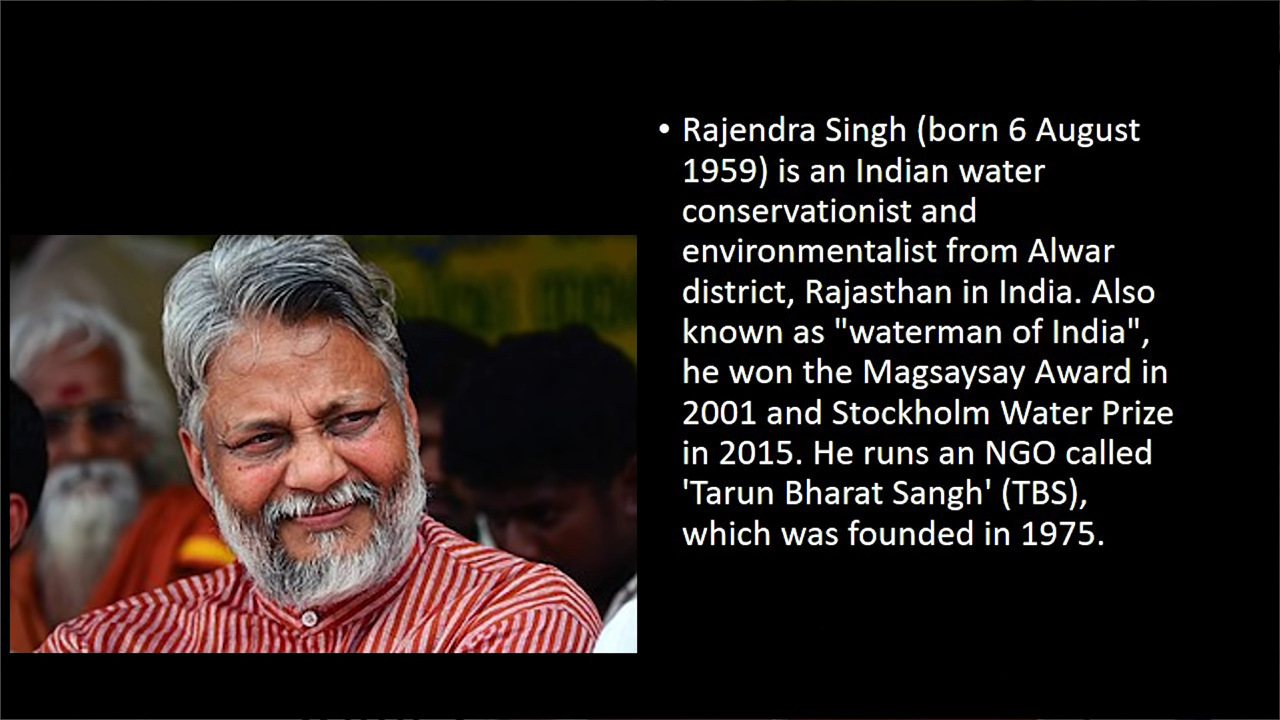 • Rajendra Singh (born 6 August
1959) is an Indian water
conservationist and
environmentalist from Alwar
district, Rajasthan in India. Also
known as "waterman of India",
he won the Magsaysay Award in
2001 and Stockholm Water Prize
in 2015. He runs an NGO called
'Tarun Bharat Sangh' (TBS),
which was founded in 1975.